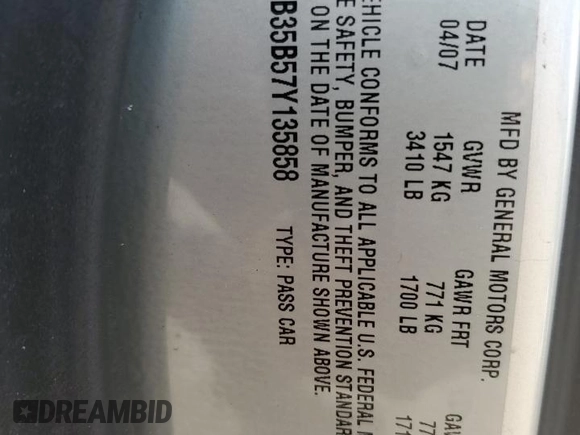 MFD BY GENERAL MOTORS CORP.
DATE GVWR GAWR FRT
04/07 1547 KG 771 KG
3410 LB 1700 LB
EHICLE CONFORMS TO ALL APPLICABLE U.S. FEDERAL
E SAFETY, BUMPER, AND THEFT PREVENTION STANDAR
ON THE DATE OF MANUFACTURE SHOWN ABOVE.
B35B57Y135858 TYPE: PASS CAR
DREAMBID